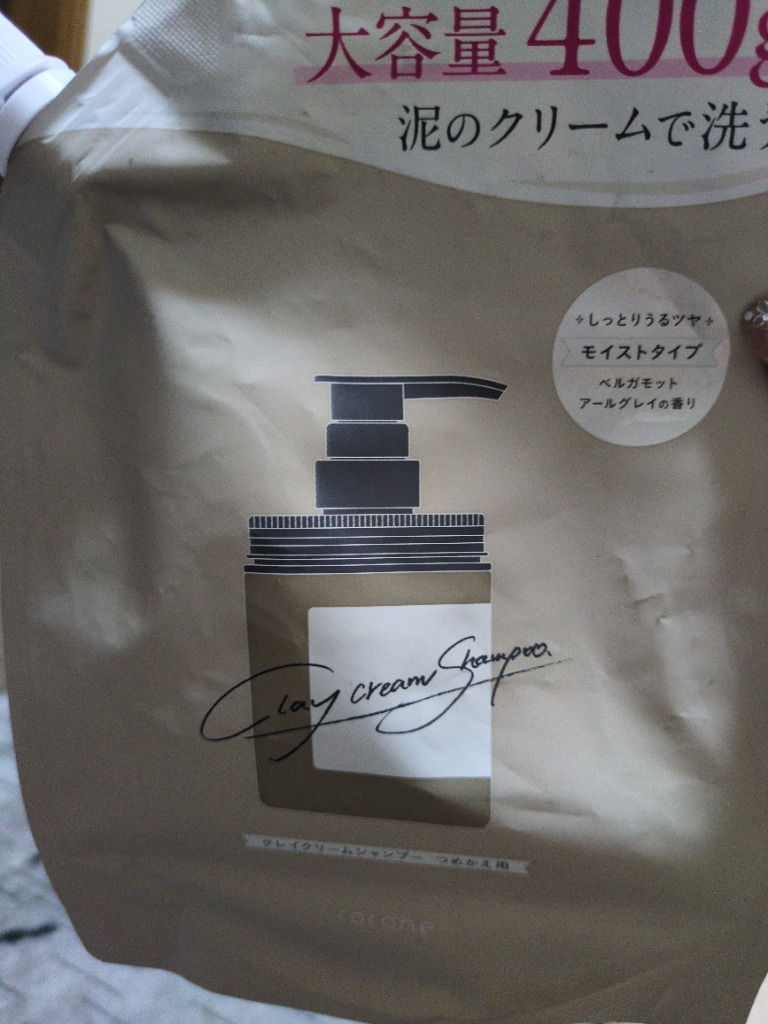 大容量 400g
泥のクリームで洗う
しっとりうるツヤ
モイストタイプ
ベルガモット
アールグレイの香り
Clay cream Shampoo.
クレイクリームシャンプー つめかえ用
cocone